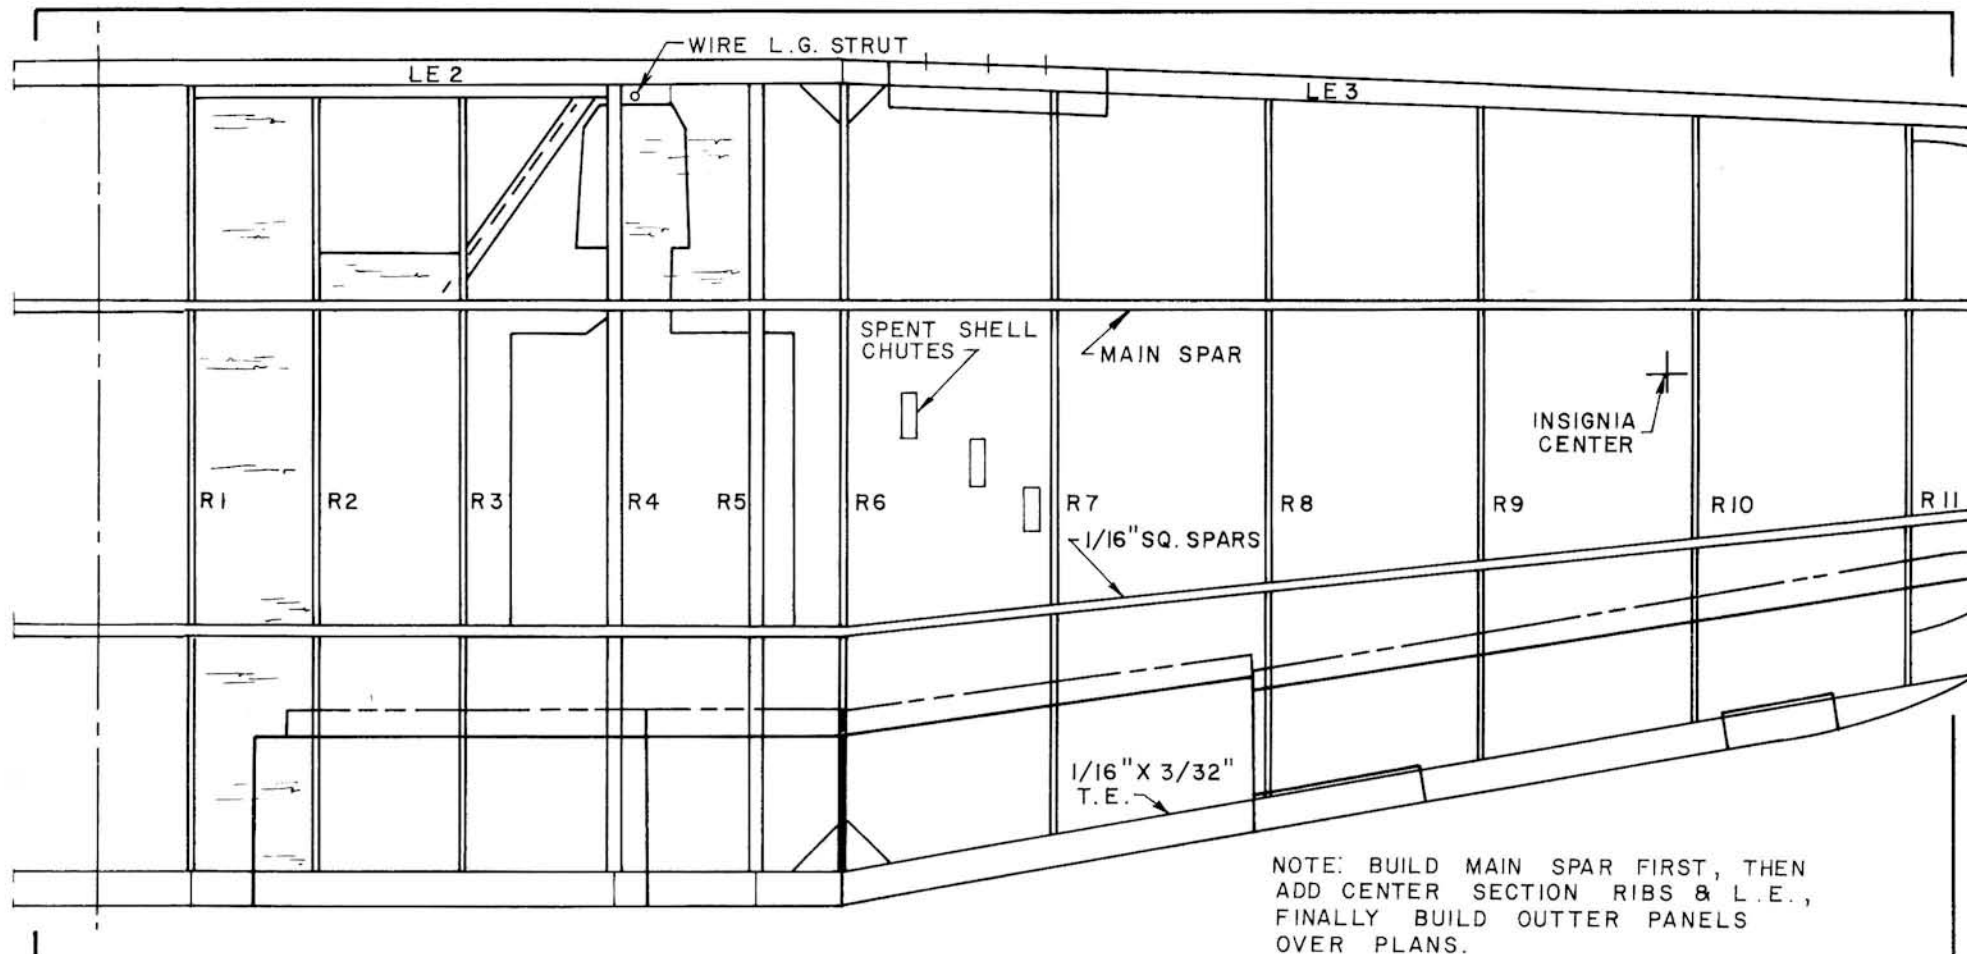 WIRE L.G. STRUT
LE 2
LE 3
SPENT SHELL
CHUTES
MAIN SPAR
INSIGNIA
CENTER
R1
R2
R3
R4
R5
R6
R7
R8
R9
R10
R11
1/16" SQ. SPARS
1/16" X 3/32"
T.E.
NOTE: BUILD MAIN SPAR FIRST, THEN
ADD CENTER SECTION RIBS & L.E.,
FINALLY BUILD OUTTER PANELS
OVER PLANS.